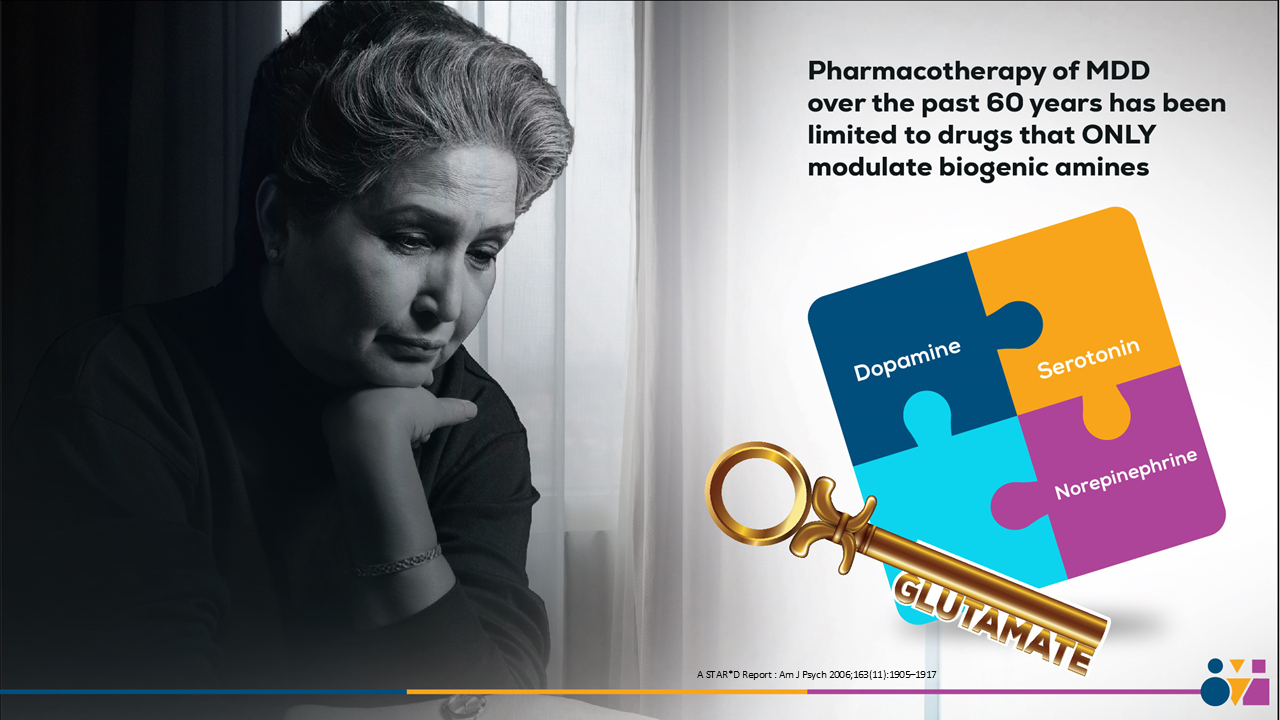 Pharmacotherapy of MDD
over the past 60 years has been
limited to drugs that ONLY
modulate biogenic amines
Dopamine
Serotonin
Norepinephrine
GLUTAMATE
A STAR*D Report : Am J Psych 2006;163(11):1905–1917